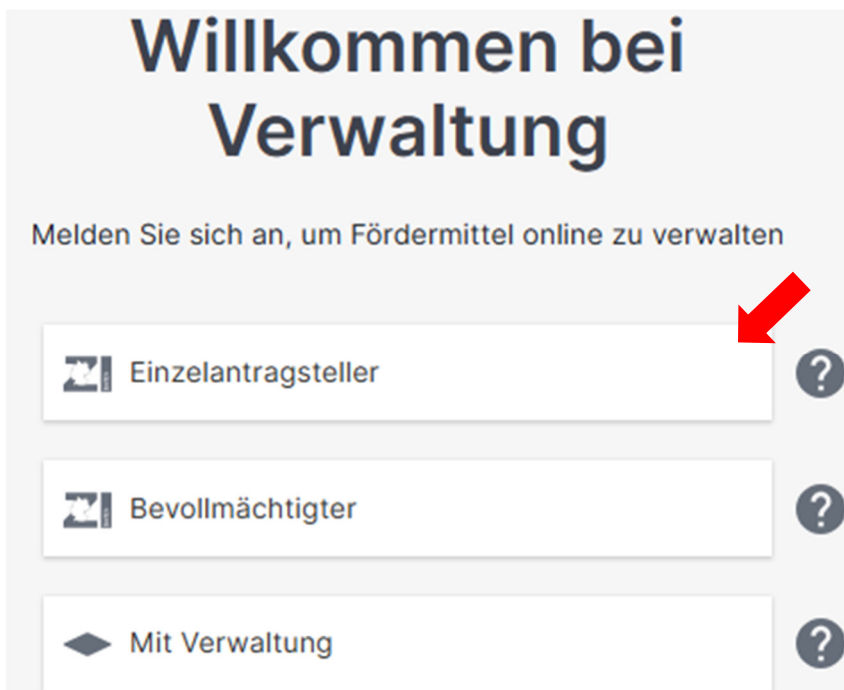 Willkommen bei
Verwaltung
Melden Sie sich an, um Fördermittel online zu verwalten
Einzelantragsteller
?
Bevollmächtigter
?
Mit Verwaltung
?